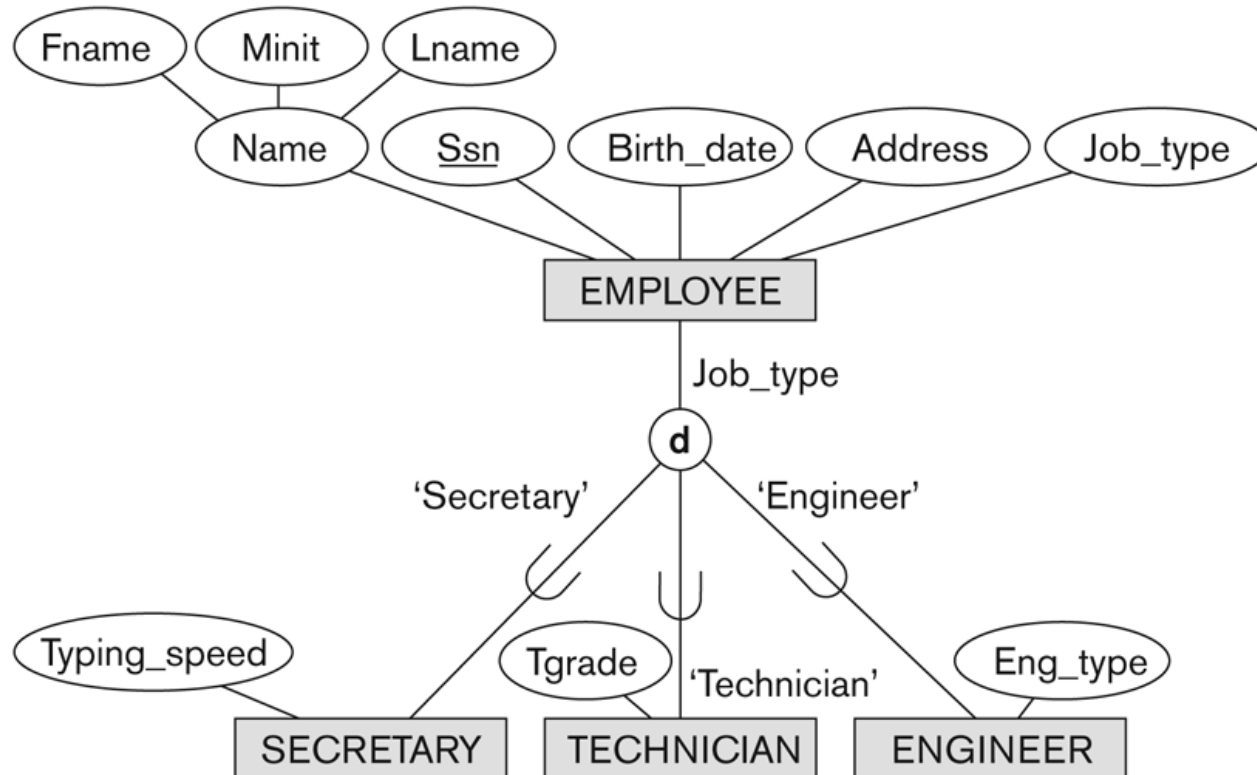 Fname Minit Lname
Name Ssn Birth_date Address Job_type
EMPLOYEE
Job_type
d
‘Secretary’ ‘Engineer’
Typing_speed Tgrade Eng_type
‘Technician’
SECRETARY TECHNICIAN ENGINEER